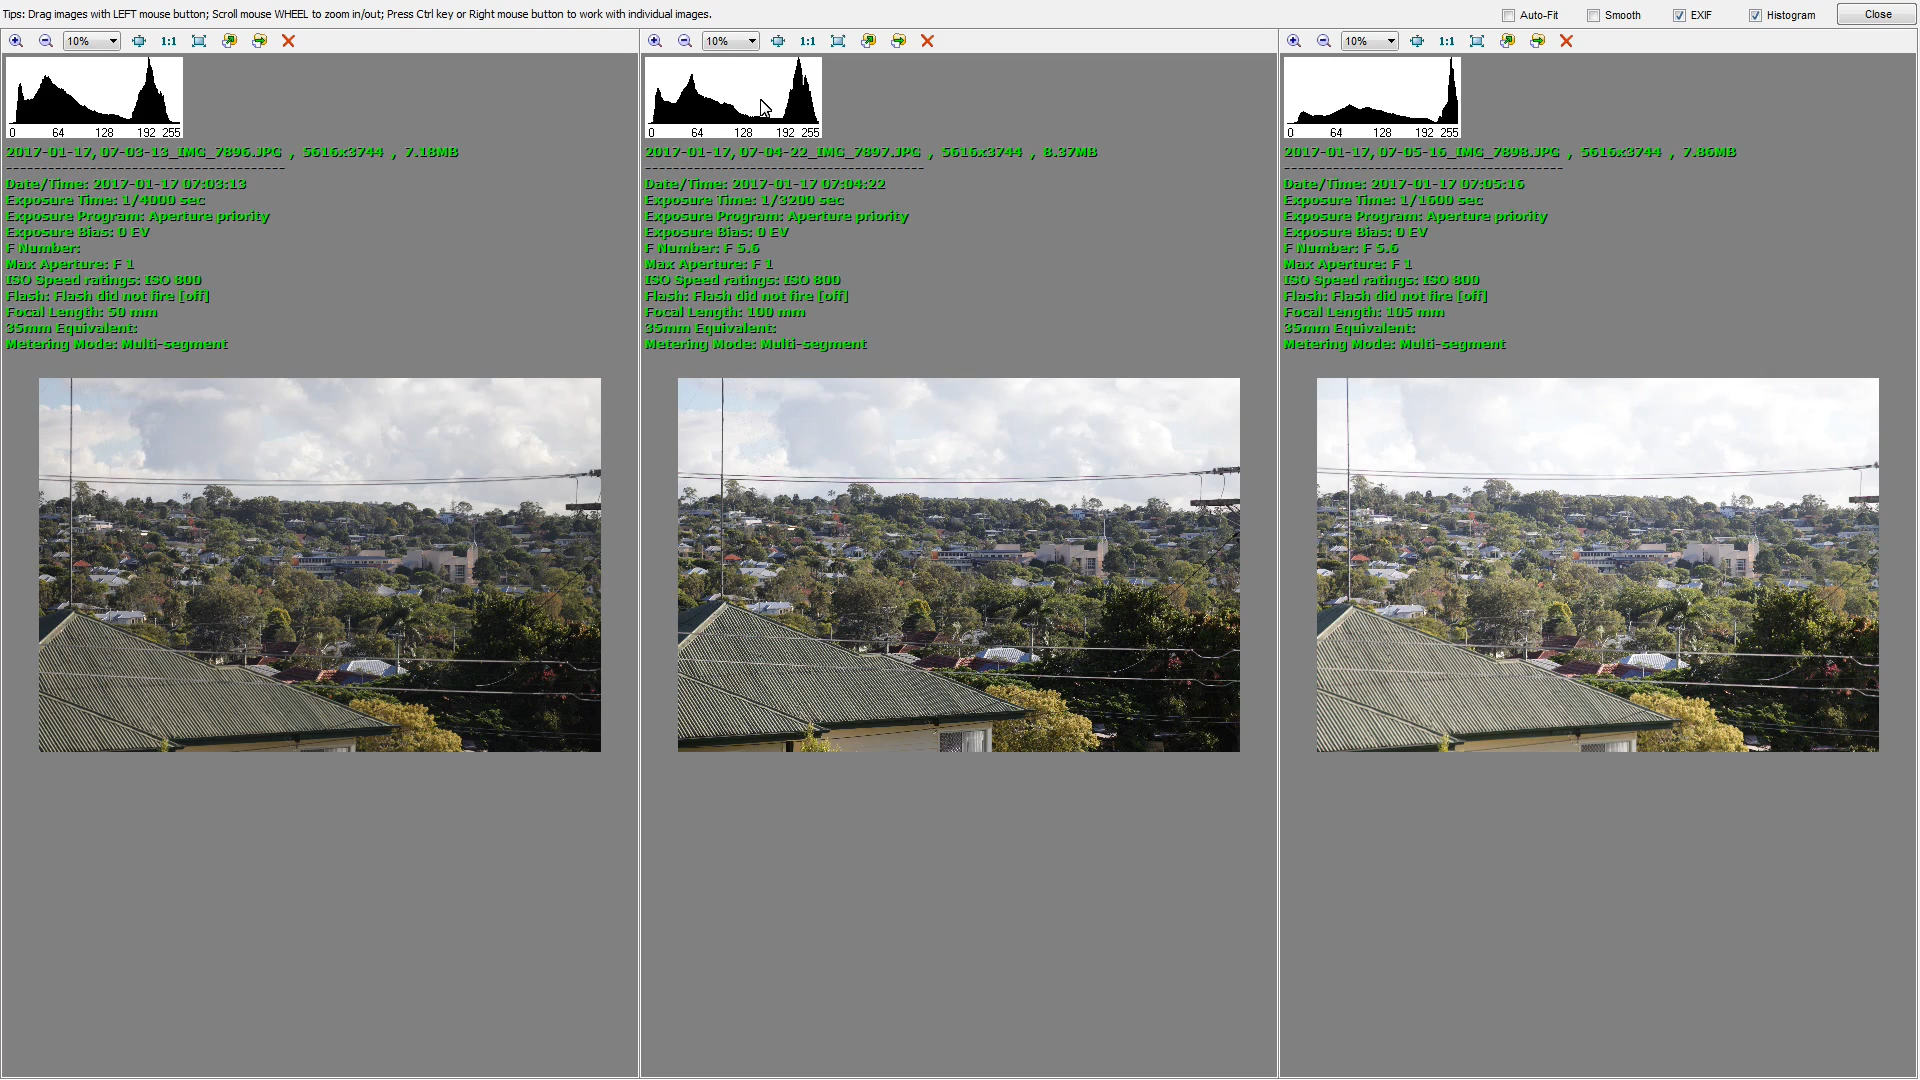 Tips: Drag images with LEFT mouse button; Scroll mouse WHEEL to zoom in/out; Press Ctrl key or Right mouse button to work with individual images.
Auto-Fit Smooth EXIF Histogram Close
10% 1:1
0 64 128 192 255
2017-01-17, 07-03-13_IMG_7896.JPG , 5616x3744 , 7.18MB
----------------------------------------
Date/Time: 2017-01-17 07:03:13
Exposure Time: 1/4000 sec
Exposure Program: Aperture priority
Exposure Bias: 0 EV
F Number:
Max Aperture: F 1
ISO Speed ratings: ISO 800
Flash: Flash did not fire [off]
Focal Length: 50 mm
35mm Equivalent:
Metering Mode: Multi-segment
10% 1:1
0 64 128 192 255
2017-01-17, 07-04-22_IMG_7897.JPG , 5616x3744 , 8.37MB
----------------------------------------
Date/Time: 2017-01-17 07:04:22
Exposure Time: 1/3200 sec
Exposure Program: Aperture priority
Exposure Bias: 0 EV
F Number: F 5.6
Max Aperture: F 1
ISO Speed ratings: ISO 800
Flash: Flash did not fire [off]
Focal Length: 100 mm
35mm Equivalent:
Metering Mode: Multi-segment
10% 1:1
0 64 128 192 255
2017-01-17, 07-05-16_IMG_7898.JPG , 5616x3744 , 7.86MB
----------------------------------------
Date/Time: 2017-01-17 07:05:16
Exposure Time: 1/1600 sec
Exposure Program: Aperture priority
Exposure Bias: 0 EV
F Number: F 5.6
Max Aperture: F 1
ISO Speed ratings: ISO 800
Flash: Flash did not fire [off]
Focal Length: 105 mm
35mm Equivalent:
Metering Mode: Multi-segment